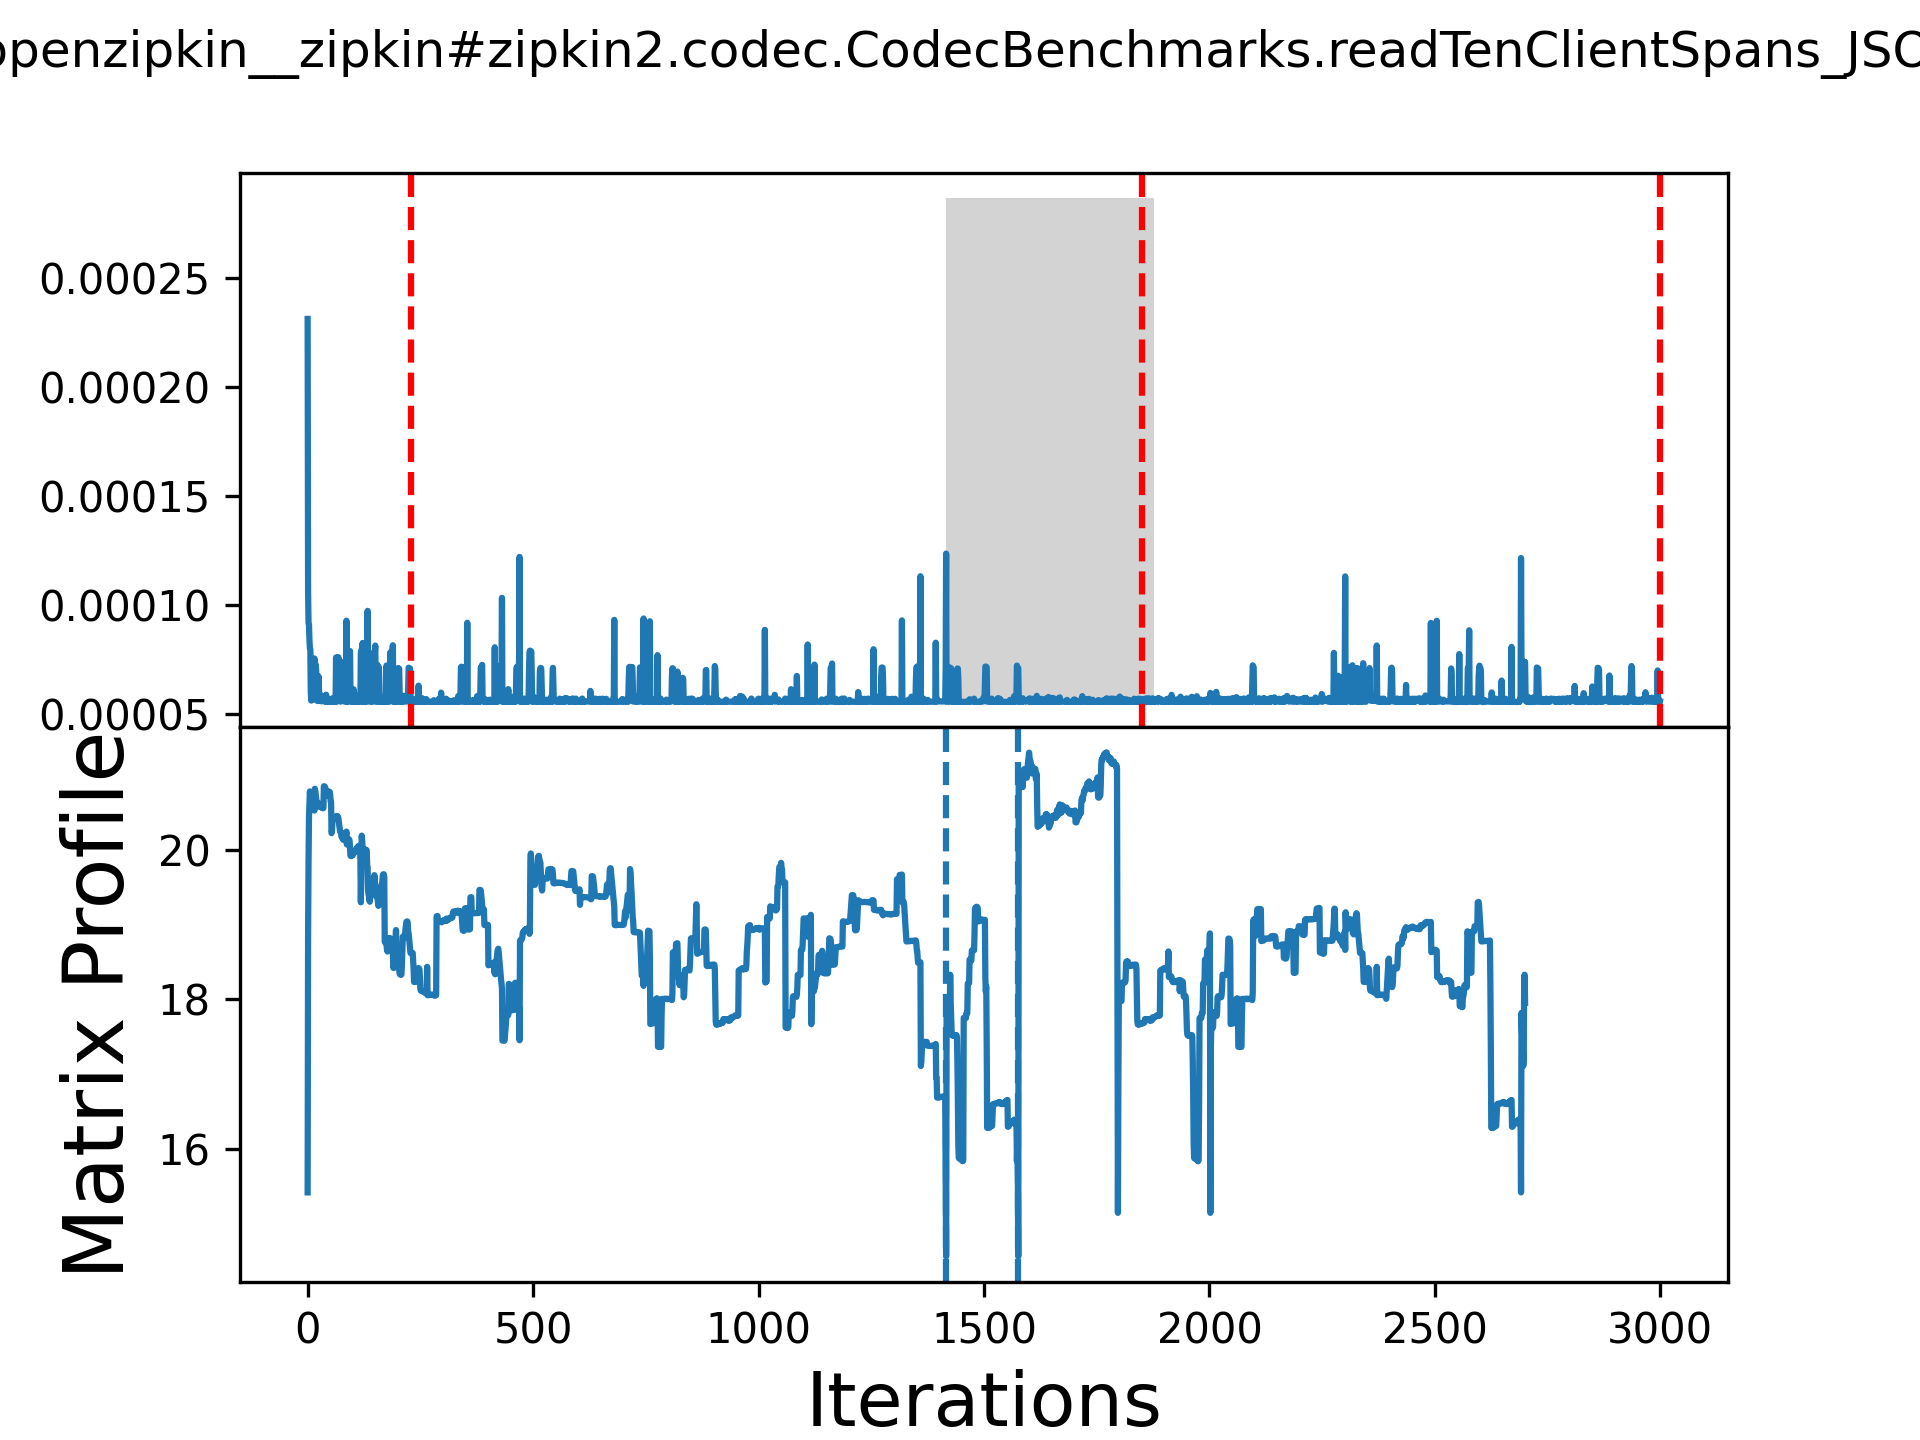 openzipkin__zipkin#zipkin2.codec.CodecBenchmarks.readTenClientSpans_JSO
0.00025
0.00020
0.00015
0.00010
0.00005
Matrix Profile
20
18
16
0 500 1000 1500 2000 2500 3000
Iterations